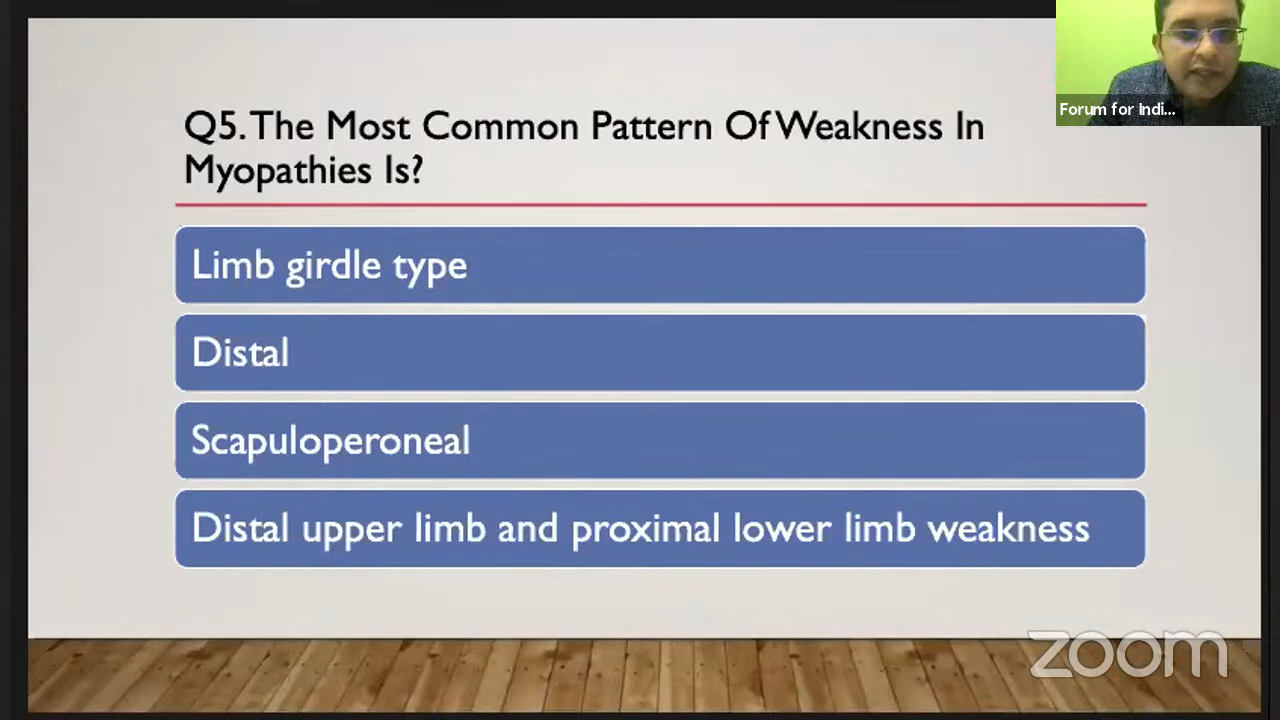 Forum for Indi...
Q5. The Most Common Pattern Of Weakness In
Myopathies Is?
Limb girdle type
Distal
Scapuloperoneal
Distal upper limb and proximal lower limb weakness
zoom